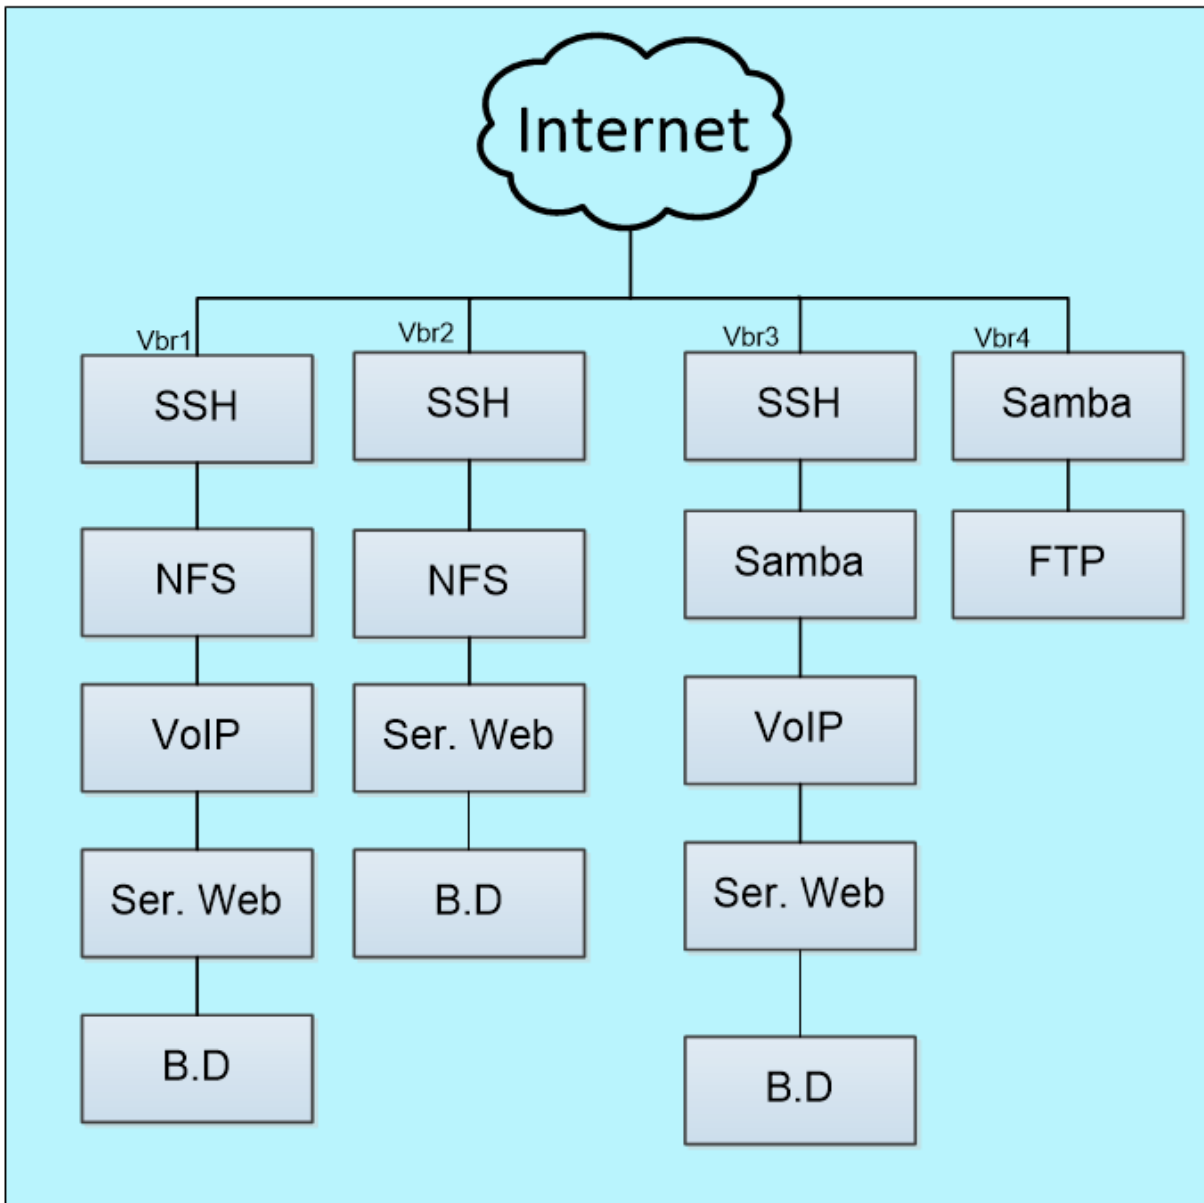 Internet
Vbr1
Vbr2
Vbr3
Vbr4
SSH
SSH
SSH
Samba
NFS
NFS
Samba
FTP
VoIP
Ser. Web
VoIP
Ser. Web
B.D
Ser. Web
B.D
B.D